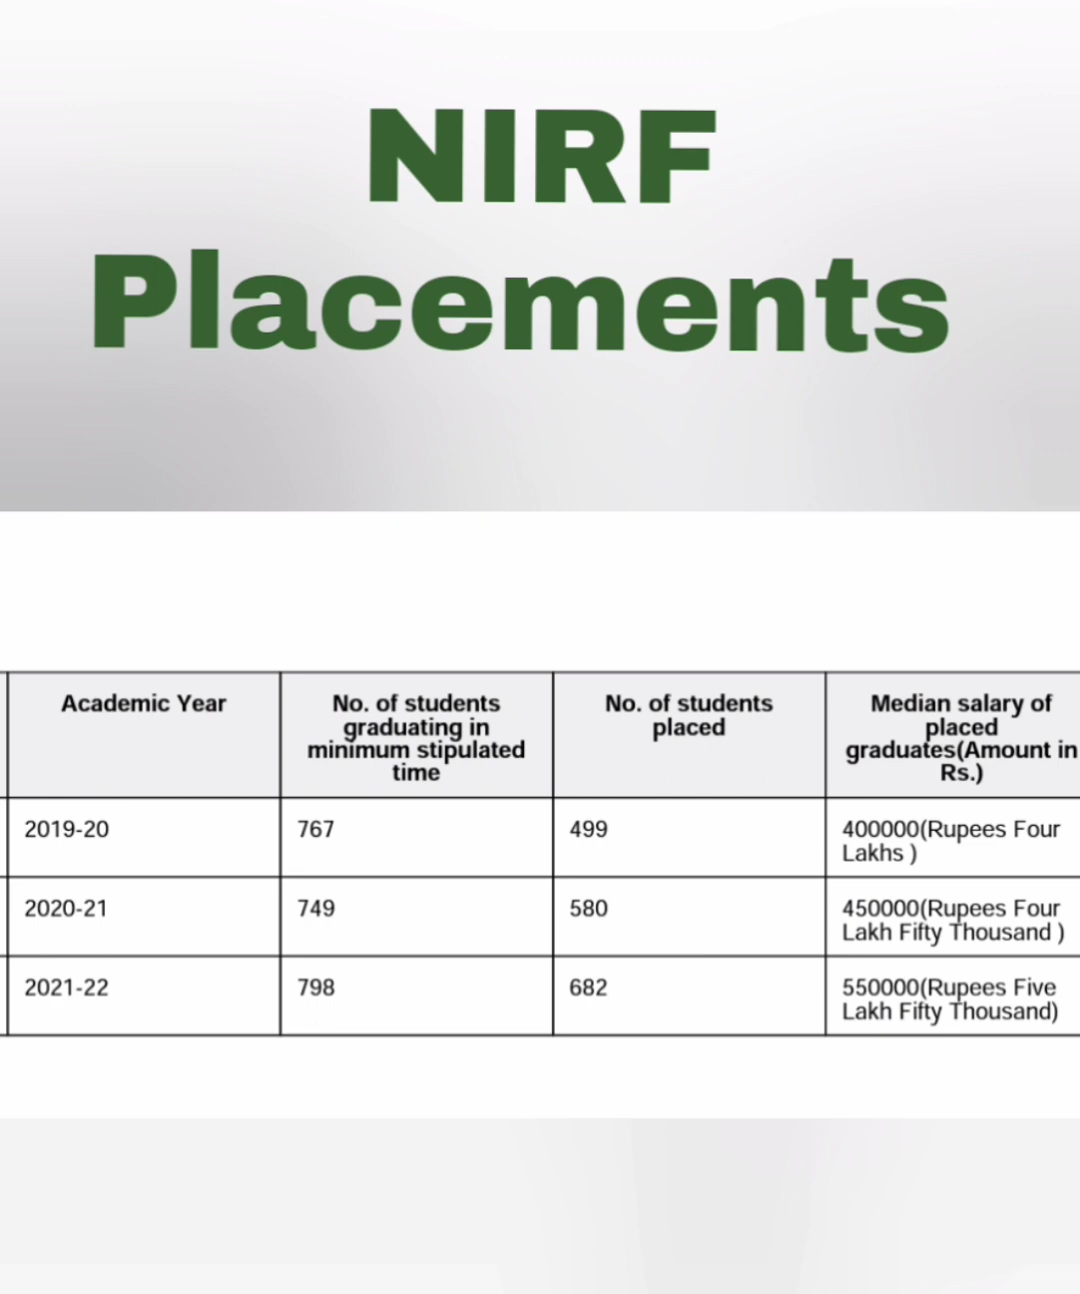 NIRF
Placements
Academic Year
No. of students
graduating in
minimum stipulated
time
No. of students
placed
Median salary of
placed
graduates(Amount in
Rs.)
2019-20
767
499
400000(Rupees Four
Lakhs )
2020-21
749
580
450000(Rupees Four
Lakh Fifty Thousand )
2021-22
798
682
550000(Rupees Five
Lakh Fifty Thousand)